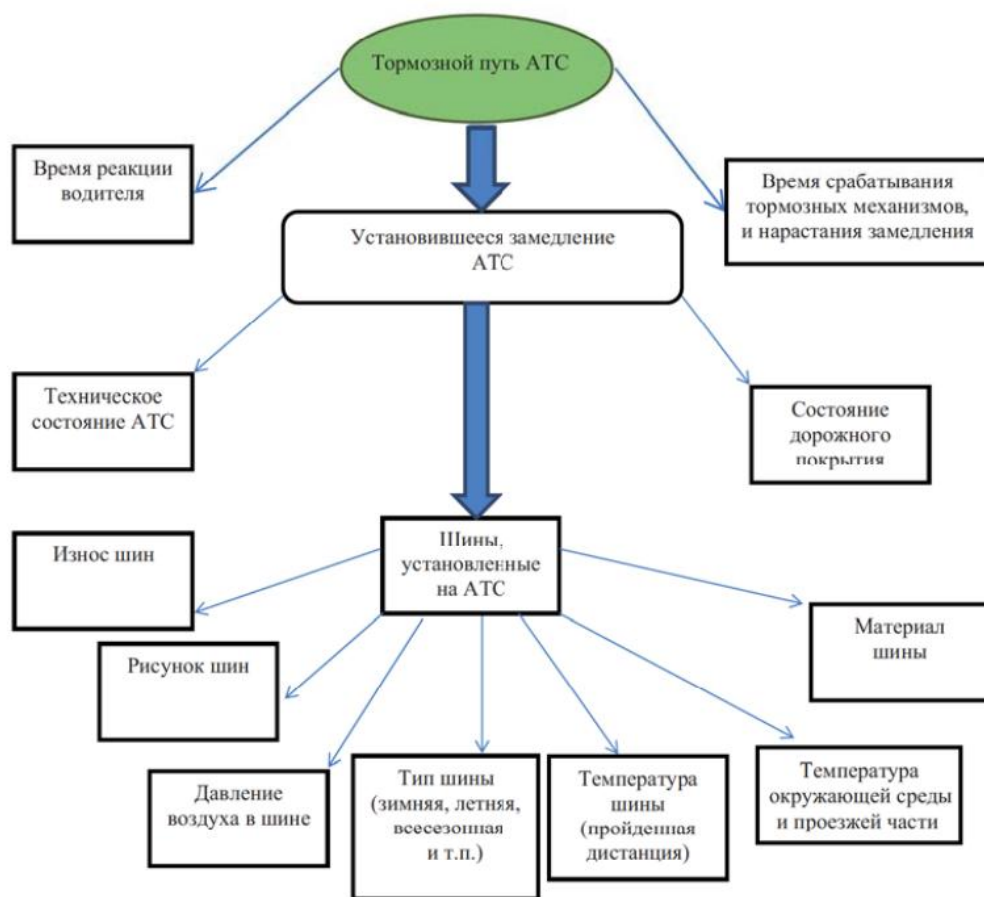 Тормозной путь АТС
Время реакции
водителя
Время срабатывания
тормозных механизмов,
и нарастания замедления
Установившееся замедление
АТС
Техническое
состояние АТС
Состояние
дорожного
покрытия
Шины,
установленные
на АТС
Износ шин
Материал
шины
Рисунок шин
Давление
воздуха в шине
Тип шины
(зимняя, летняя,
всесезонная
и т.п.)
Температура
шины
(пройденная
дистанция)
Температура
окружающей среды
и проезжей части